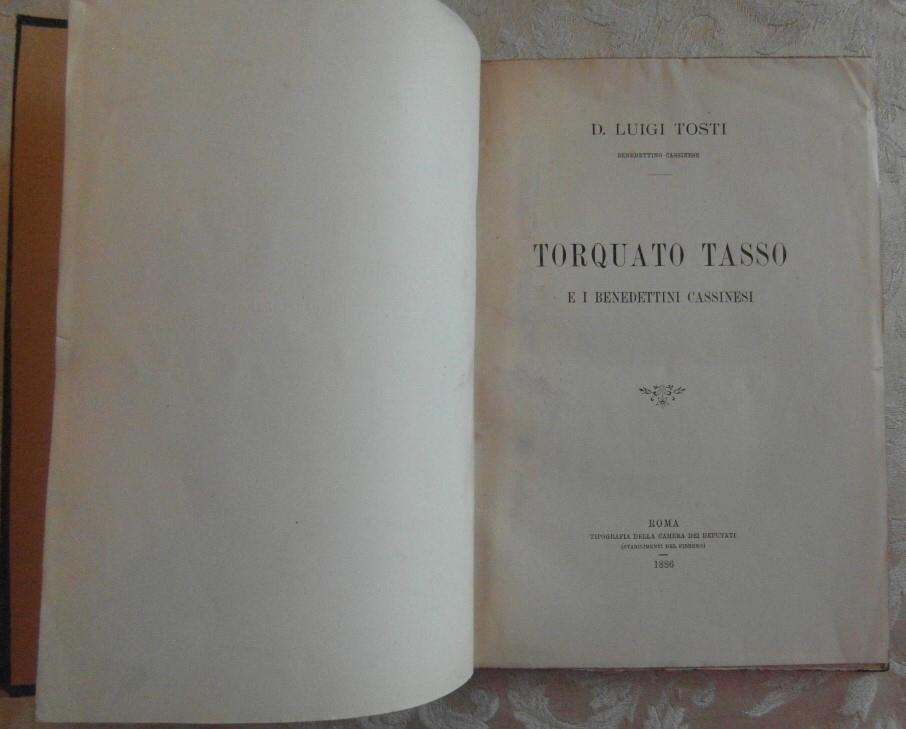 D. LUIGI TOSTI
BENEDETTINO CASSINESE
TORQUATO TASSO
E I BENEDETTINI CASSINESI
ROMA
TIPOGRAFIA DELLA CAMERA DEI DEPUTATI
(STABILIMENTI DEL FIBRENO)
1886